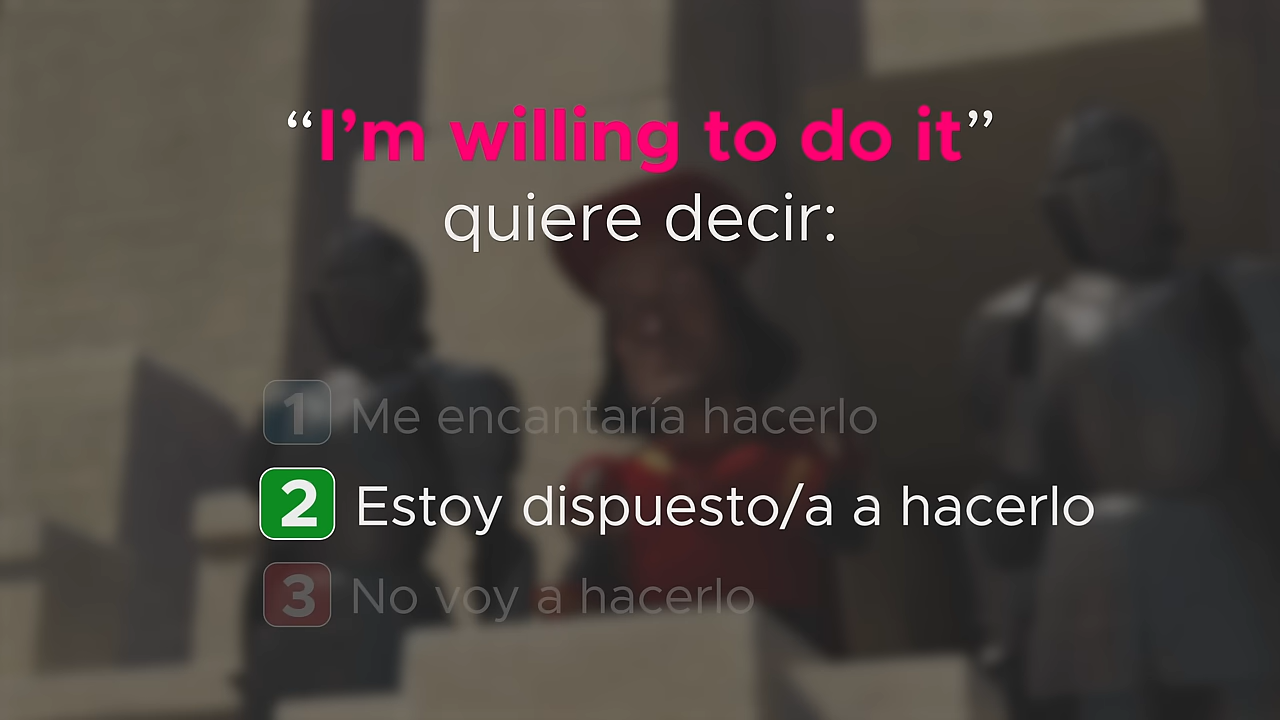 “I’m willing to do it”
quiere decir:
1 Me encantaría hacerlo
2 Estoy dispuesto/a a hacerlo
3 No voy a hacerlo